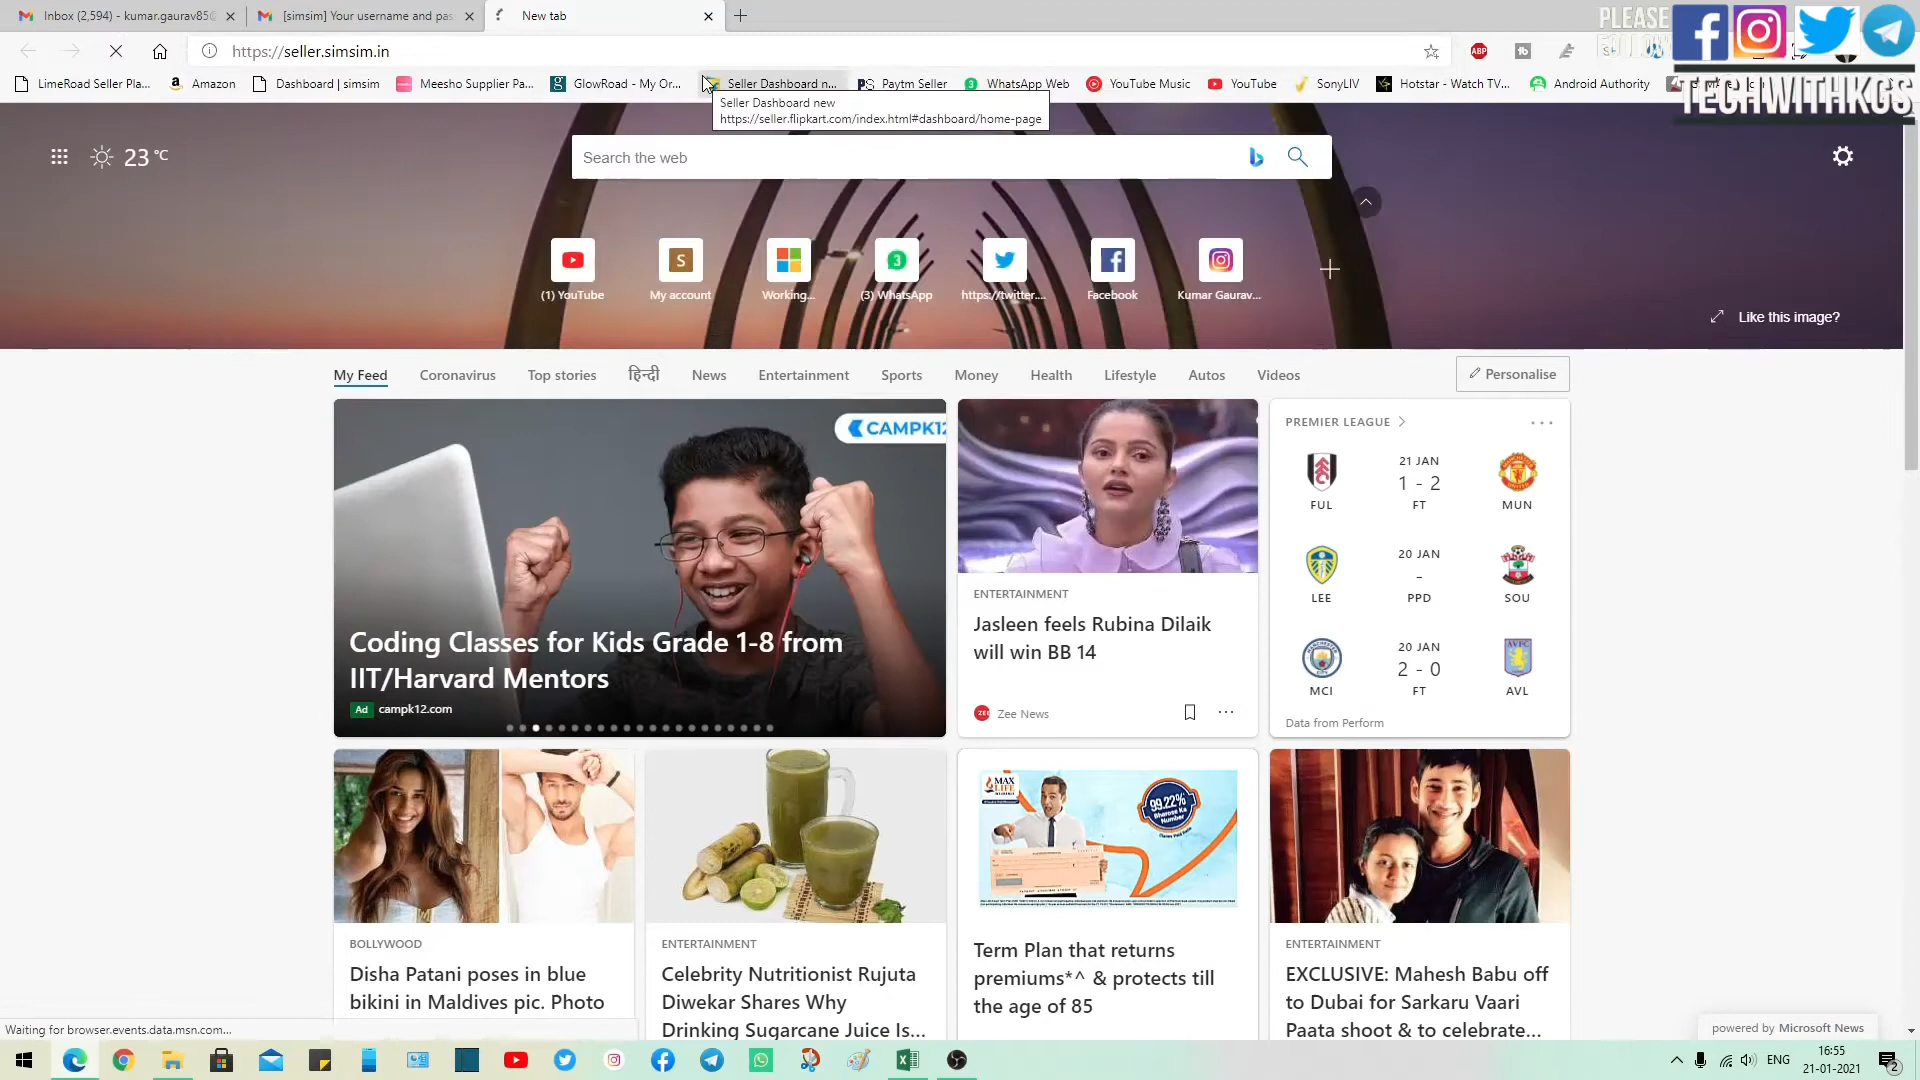 Inbox (2,594) - kumar.gaurav85@
[simsim] Your username and pas
New tab
PLEASE
https://seller.simsim.in
LimeRoad Seller Pla...
Amazon
Dashboard | simsim
Meesho Supplier Pa...
GlowRoad - My Or...
Seller Dashboard n...
Paytm Seller
WhatsApp Web
YouTube Music
YouTube
SonyLIV
Hotstar - Watch TV...
Android Authority
TECHWITHKGS
Seller Dashboard new
https://seller.flipkart.com/index.html#dashboard/home-page
23 °C
Search the web
(1) YouTube
My account
Working...
(3) WhatsApp
https://twitter....
Facebook
Kumar Gaurav...
Like this image?
My Feed
Coronavirus
Top stories
हिन्दी
News
Entertainment
Sports
Money
Health
Lifestyle
Autos
Videos
Personalise
CAMPK12
Coding Classes for Kids Grade 1-8 from
IIT/Harvard Mentors
Ad campk12.com
ENTERTAINMENT
Jasleen feels Rubina Dilaik
will win BB 14
Zee News
PREMIER LEAGUE
21 JAN
1 - 2
FUL FT MUN
20 JAN
-
LEE PPD SOU
20 JAN
2 - 0
MCI FT AVL
Data from Perform
BOLLYWOOD
Disha Patani poses in blue
bikini in Maldives pic. Photo
ENTERTAINMENT
Celebrity Nutritionist Rujuta
Diwekar Shares Why
Drinking Sugarcane Juice Is...
MAX
LIFE
99.22%
Bharose Ka
Number
Term Plan that returns
premiums*^ & protects till
the age of 85
ENTERTAINMENT
EXCLUSIVE: Mahesh Babu off
to Dubai for Sarkaru Vaari
Paata shoot & to celebrate...
Waiting for browser.events.data.msn.com...
powered by Microsoft News
ENG
16:55
21-01-2021
2